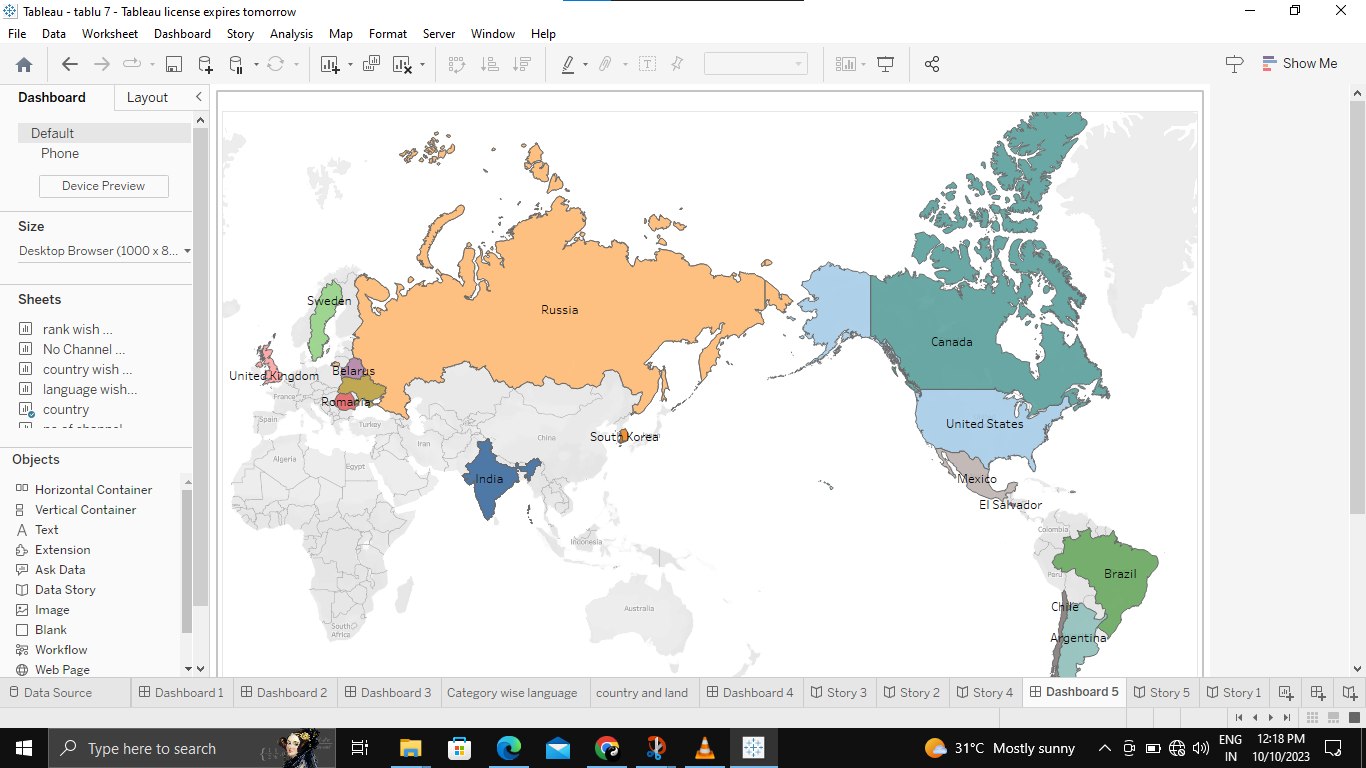 Tableau - tablu 7 - Tableau license expires tomorrow
File Data Worksheet Dashboard Story Analysis Map Format Server Window Help
Show Me
Dashboard Layout
Default
Phone
Device Preview
Size
Desktop Browser (1000 x 8...
Sheets
rank wish ...
No Channel ...
country wish ...
language wish...
country
Objects
Horizontal Container
Vertical Container
Text
Extension
Ask Data
Data Story
Image
Blank
Workflow
Web Page
Sweden
Russia
Canada
United Kingdom
Belarus
France
Romania
Spain
Turkey
United States
South Korea
China
Iran
Algeria
Egypt
India
Mexico
El Salvador
Colombia
Indonesia
Brazil
Peru
Australia
Chile
South Africa
Argentina
Data Source Dashboard 1 Dashboard 2 Dashboard 3 Category wise language country and land Dashboard 4 Story 3 Story 2 Story 4 Dashboard 5 Story 5 Story 1
Type here to search
31°C Mostly sunny
ENG
IN
12:18 PM
10/10/2023